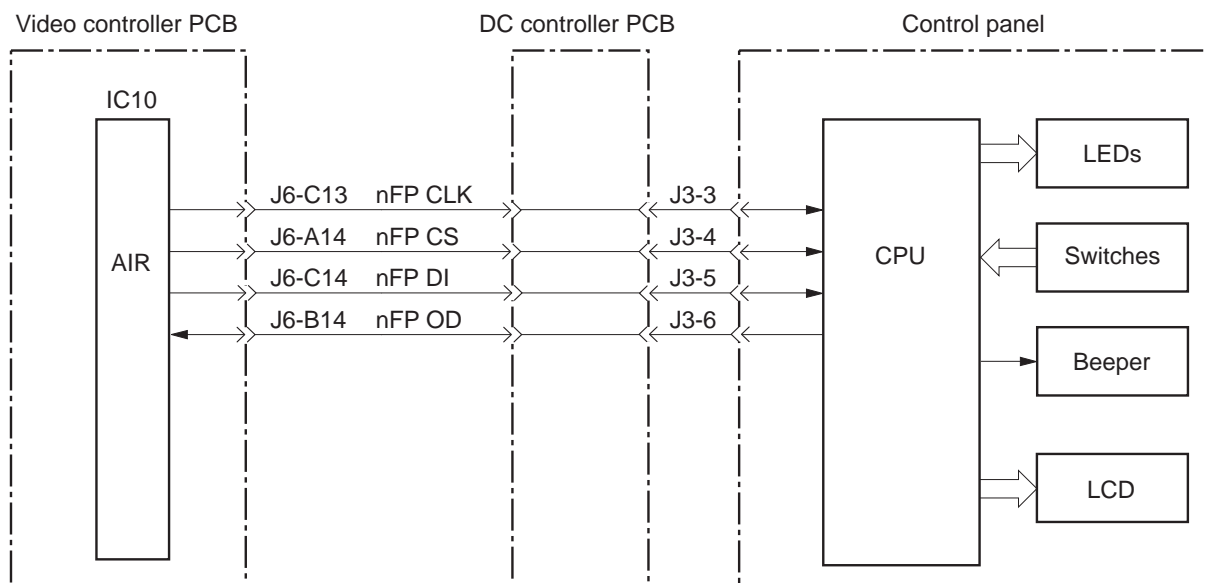 Video controller PCB
DC controller PCB
Control panel
IC10
AIR
J6-C13 nFP CLK
J3-3
J6-A14 nFP CS
J3-4
J6-C14 nFP DI
J3-5
J6-B14 nFP OD
J3-6
CPU
LEDs
Switches
Beeper
LCD